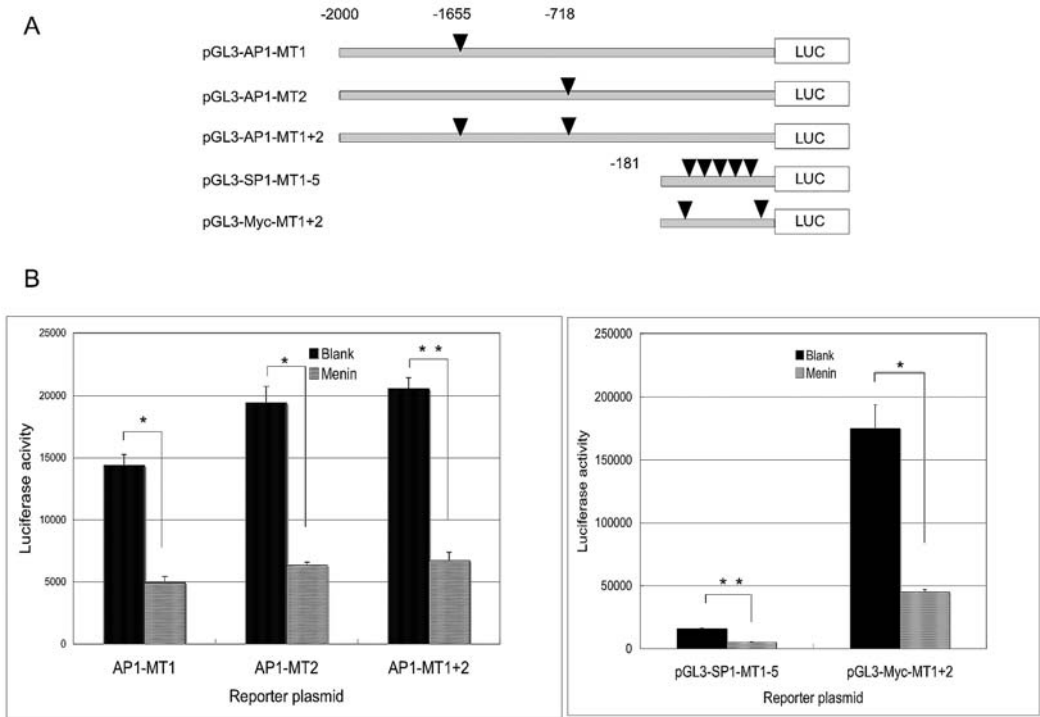 A
-2000 -1655 -718
pGL3-AP1-MT1 LUC
pGL3-AP1-MT2 LUC
pGL3-AP1-MT1+2 LUC
-181
pGL3-SP1-MT1-5 LUC
pGL3-Myc-MT1+2 LUC
B
25000
20000
15000
10000
5000
0
Luciferase acivity
Blank
Menin
*
*
* *
AP1-MT1 AP1-MT2 AP1-MT1+2
Reporter plasmid
250000
200000
150000
100000
50000
0
Luciferase activity
Blank
Menin
* *
*
pGL3-SP1-MT1-5 pGL3-Myc-MT1+2
Reporter plasmid